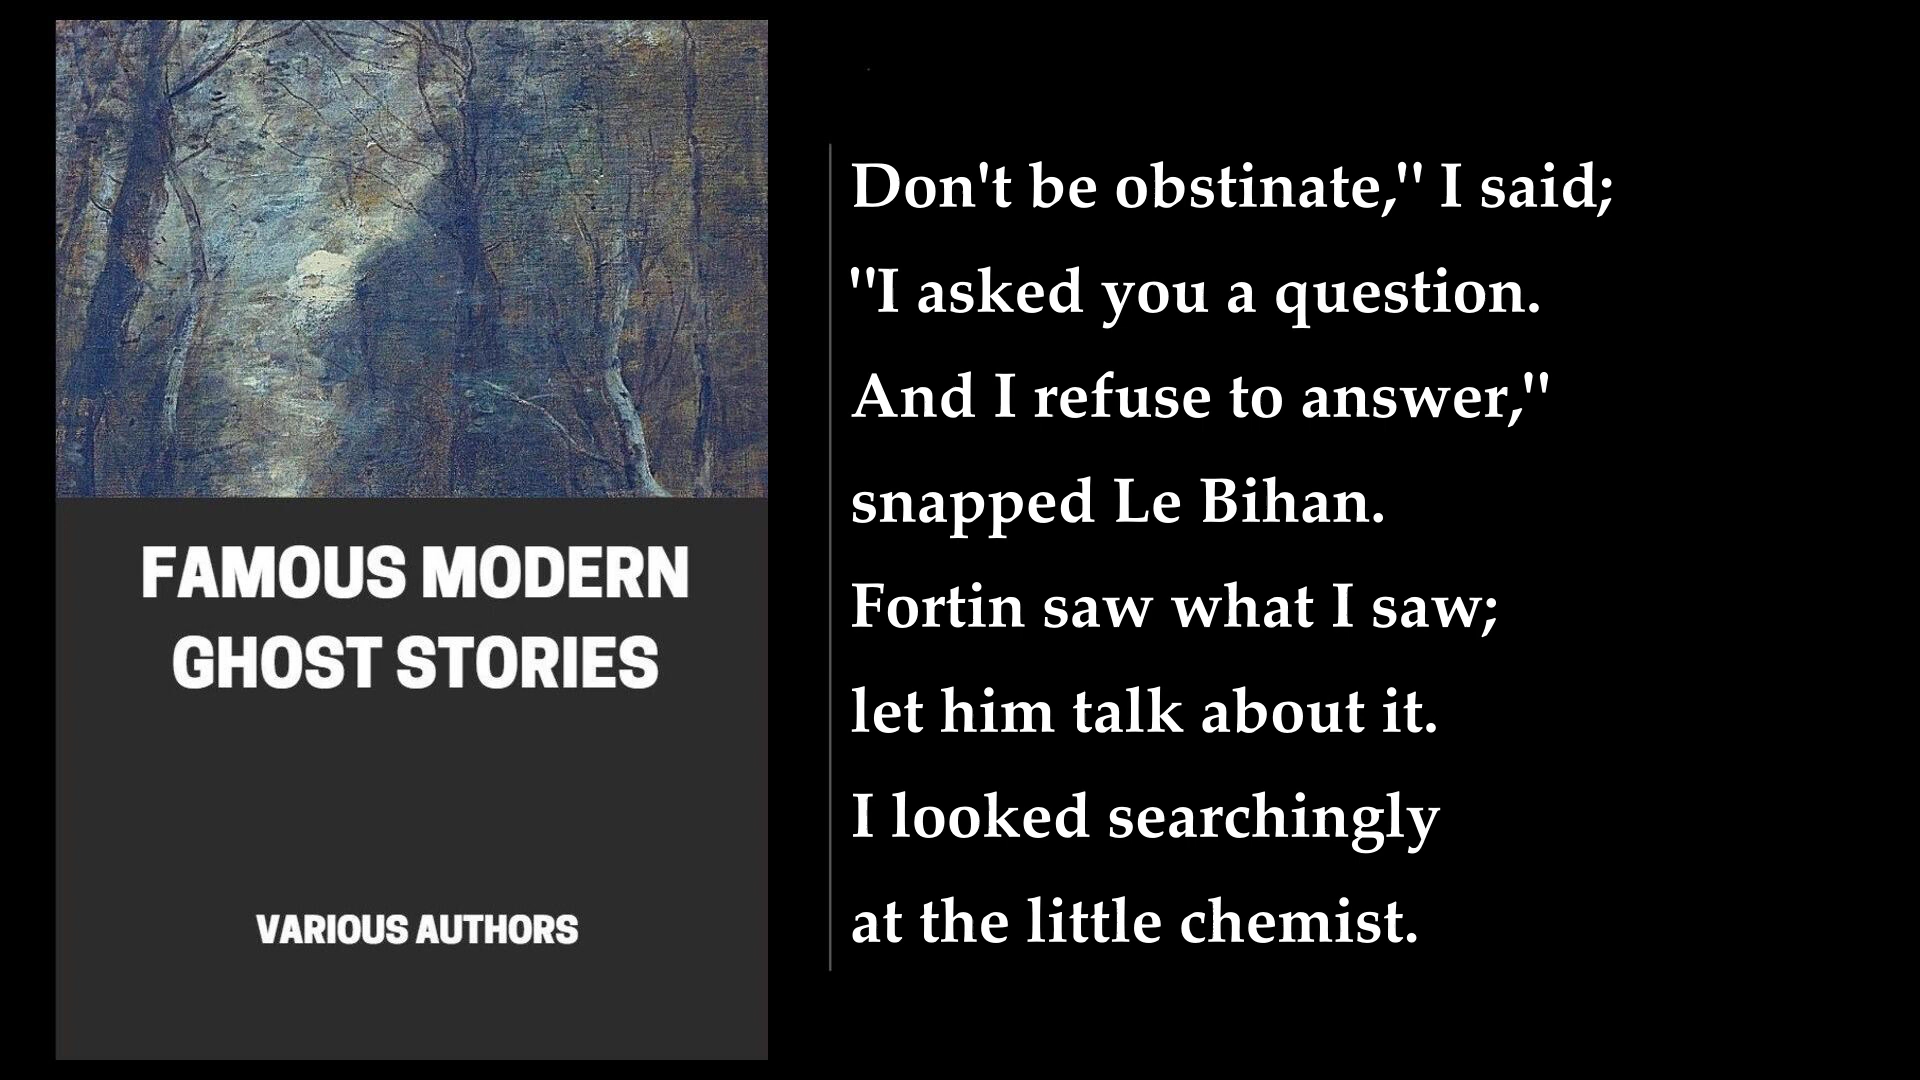 FAMOUS MODERN
GHOST STORIES
VARIOUS AUTHORS
Don't be obstinate," I said;
"I asked you a question.
And I refuse to answer,"
snapped Le Bihan.
Fortin saw what I saw;
let him talk about it.
I looked searchingly
at the little chemist.